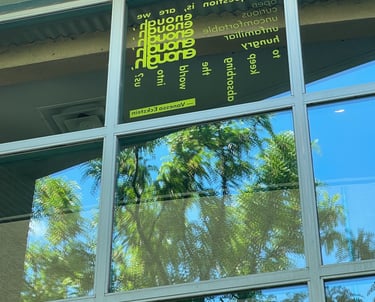 question, is, are we
open
curious
uncomfortable
unfamiliar
hungry
enough
enough
enough
enough
enough
to
keep
absorbing
the
world
into
us?
— Vanessa Eckstein